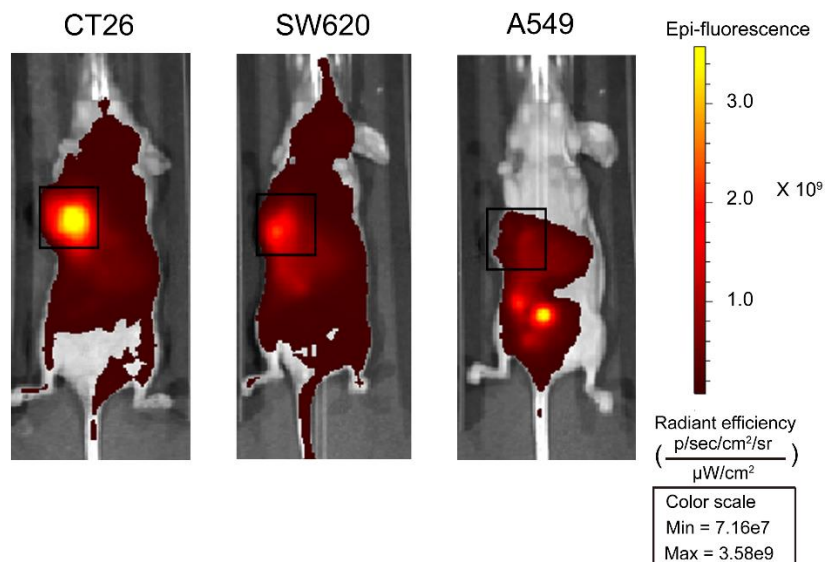 CT26
SW620
A549
Epi-fluorescence
3.0
2.0
X 10⁹
1.0
Radiant efficiency
( p/sec/cm²/sr )
µW/cm²
Color scale
Min = 7.16e7
Max = 3.58e9